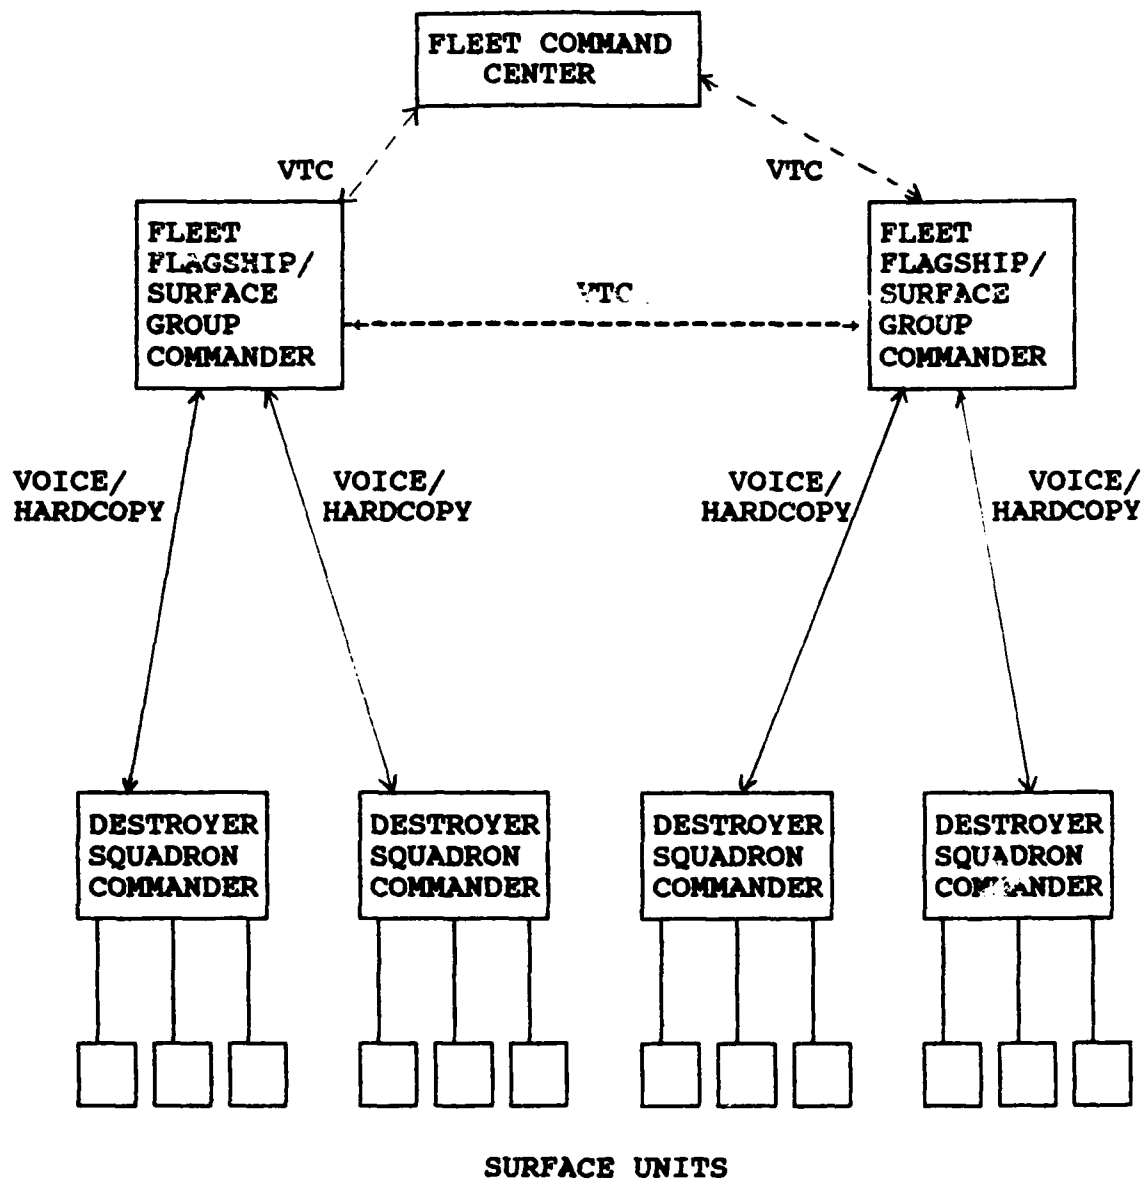 FLEET COMMAND
CENTER
VTC
VTC
FLEET
FLAGSHIP/
SURFACE
GROUP
COMMANDER
VTC
FLEET
FLAGSHIP/
SURFACE
GROUP
COMMANDER
VOICE/
HARDCOPY
VOICE/
HARDCOPY
VOICE/
HARDCOPY
VOICE/
HARDCOPY
DESTROYER
SQUADRON
COMMANDER
DESTROYER
SQUADRON
COMMANDER
DESTROYER
SQUADRON
COMMANDER
DESTROYER
SQUADRON
COMMANDER
SURFACE UNITS